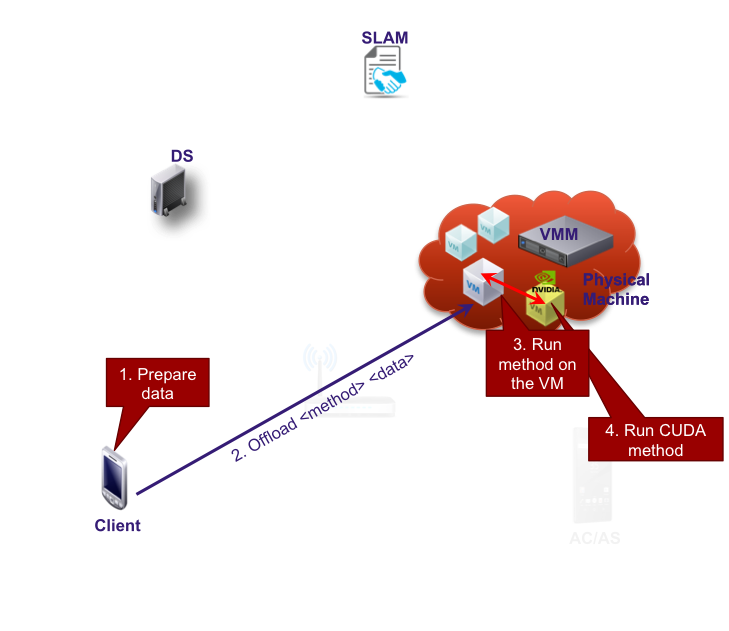 SLAM
DS
VM
VM
VMM
VM
NVIDIA
VM
Physical
Machine
3. Run
method on
the VM
1. Prepare
data
2. Offload <method> <data>
4. Run CUDA
method
Client
AC/AS